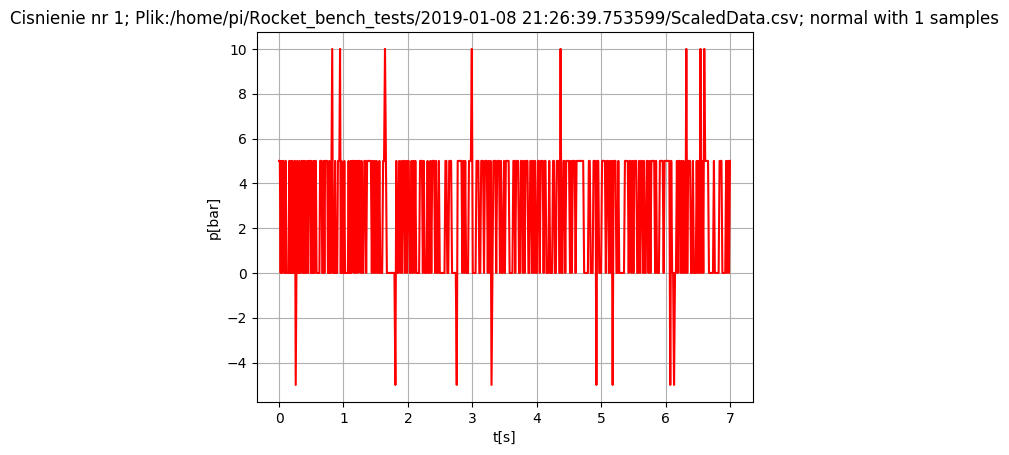 Cisnienie nr 1; Plik:/home/pi/Rocket_bench_tests/2019-01-08 21:26:39.753599/ScaledData.csv; normal with 1 samples
10
8
6
4
2
0
−2
−4
p[bar]
0 1 2 3 4 5 6 7
t[s]